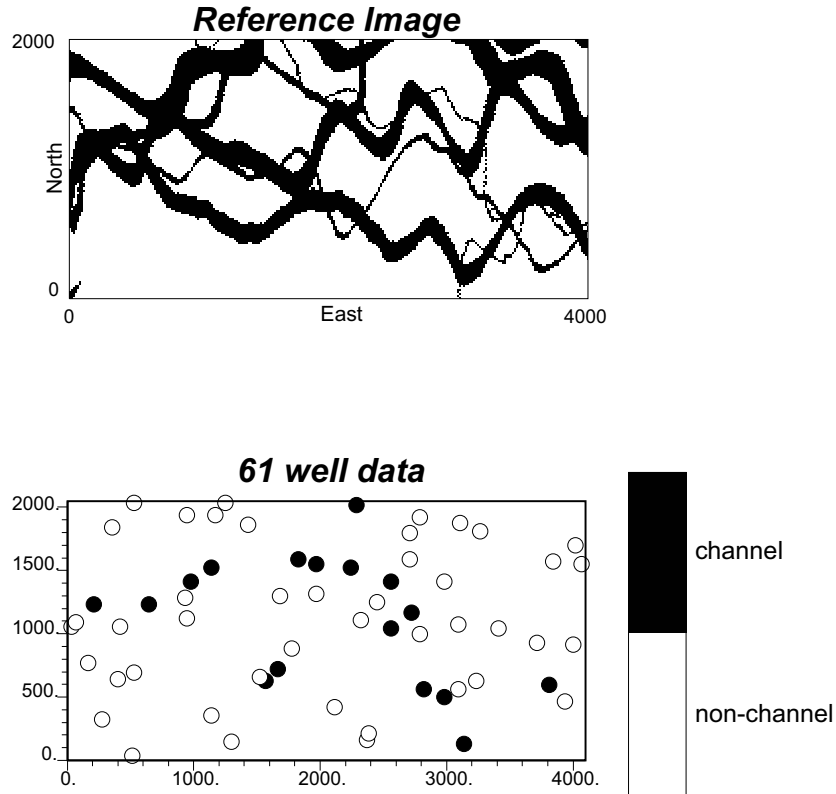 Reference Image
2000
North
0
0
East
4000
61 well data
2000.
1500.
1000.
500.
0.
0.
1000.
2000.
3000.
4000.
channel
non-channel